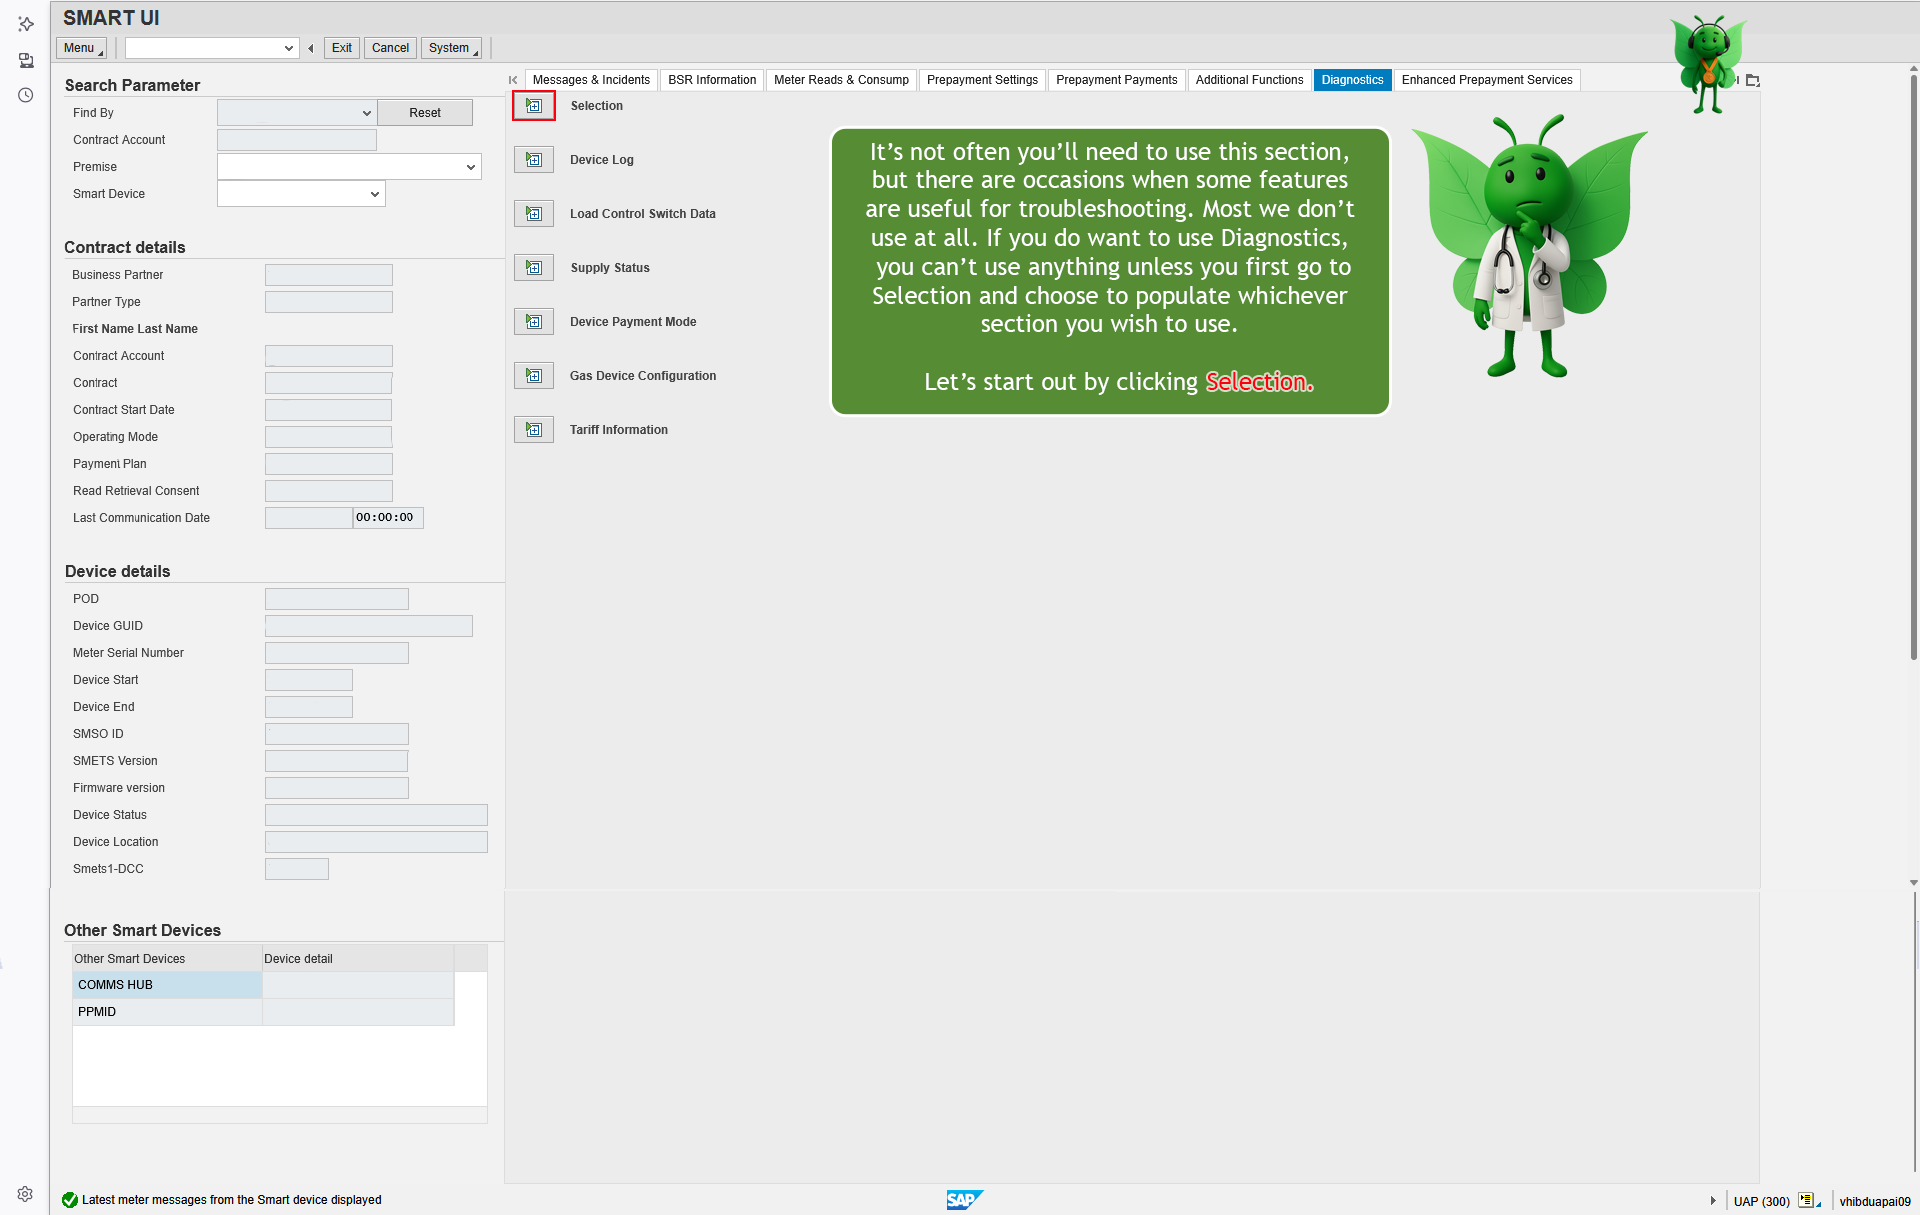 SMART UI
Menu
Exit
Cancel
System
Search Parameter
Find By
Reset
Contract Account
Premise
Smart Device
Contract details
Business Partner
Partner Type
First Name Last Name
Contract Account
Contract
Contract Start Date
Operating Mode
Payment Plan
Read Retrieval Consent
Last Communication Date
00:00:00
Device details
POD
Device GUID
Meter Serial Number
Device Start
Device End
SMSO ID
SMETS Version
Firmware version
Device Status
Device Location
Smets1-DCC
Other Smart Devices
Other Smart Devices
Device detail
COMMS HUB
PPMID
Messages & Incidents
BSR Information
Meter Reads & Consump
Prepayment Settings
Prepayment Payments
Additional Functions
Diagnostics
Enhanced Prepayment Services
Selection
Device Log
Load Control Switch Data
Supply Status
Device Payment Mode
Gas Device Configuration
Tariff Information
It's not often you'll need to use this section,
but there are occasions when some features
are useful for troubleshooting. Most we don't
use at all. If you do want to use Diagnostics,
you can't use anything unless you first go to
Selection and choose to populate whichever
section you wish to use.
Let's start out by clicking Selection.
Latest meter messages from the Smart device displayed
SAP
UAP (300)
vhibduapai09